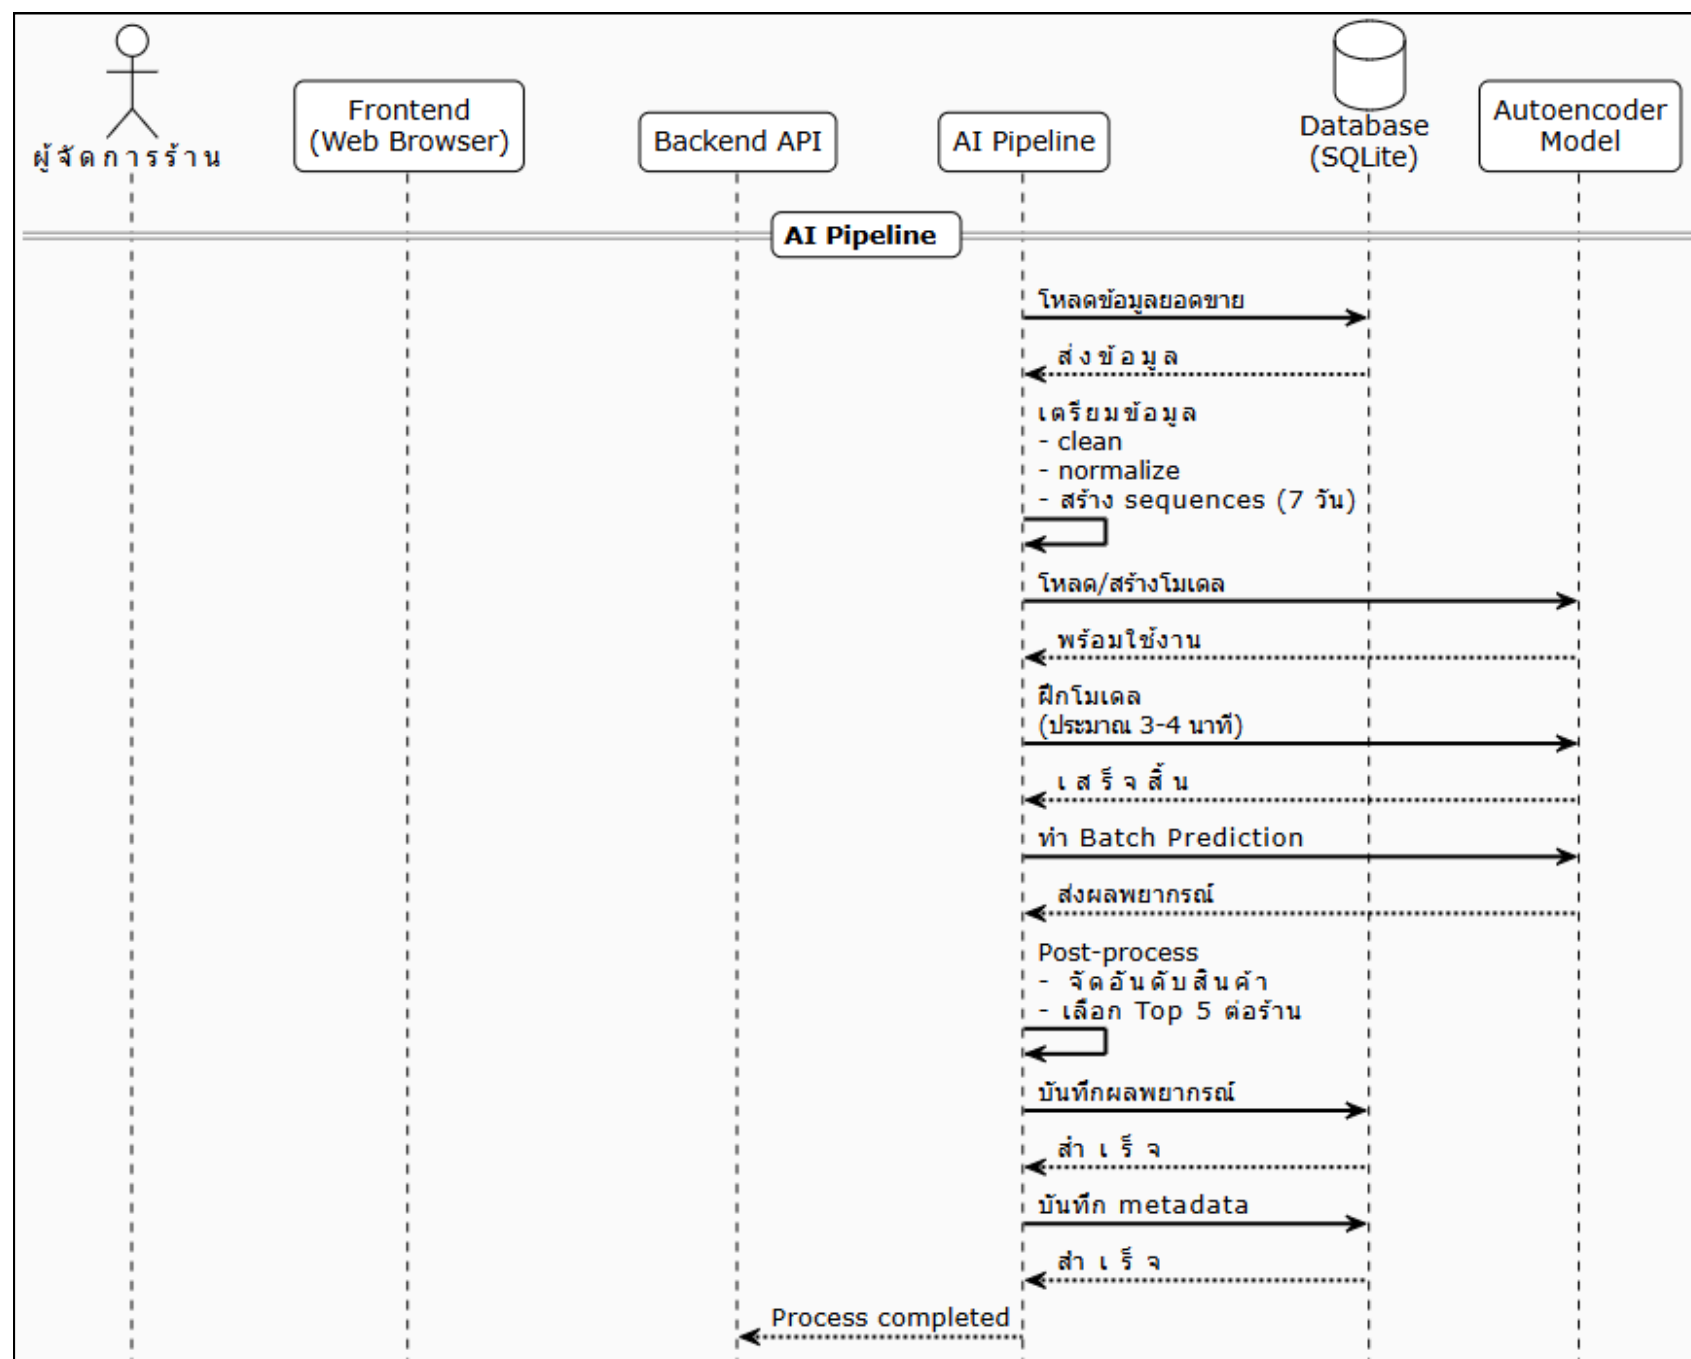 ผู้จัดการร้าน
Frontend
(Web Browser)
Backend API
AI Pipeline
Database
(SQLite)
Autoencoder
Model
AI Pipeline
โหลดข้อมูลยอดขาย
ส่งข้อมูล
เตรียมข้อมูล
- clean
- normalize
- สร้าง sequences (7 วัน)
โหลด/สร้างโมเดล
พร้อมใช้งาน
ฝึกโมเดล
(ประมาณ 3-4 นาที)
เสร็จสิ้น
ทำ Batch Prediction
ส่งผลพยากรณ์
Post-process
- จัดอันดับสินค้า
- เลือก Top 5 ต่อร้าน
บันทึกผลพยากรณ์
สำเร็จ
บันทึก metadata
สำเร็จ
Process completed